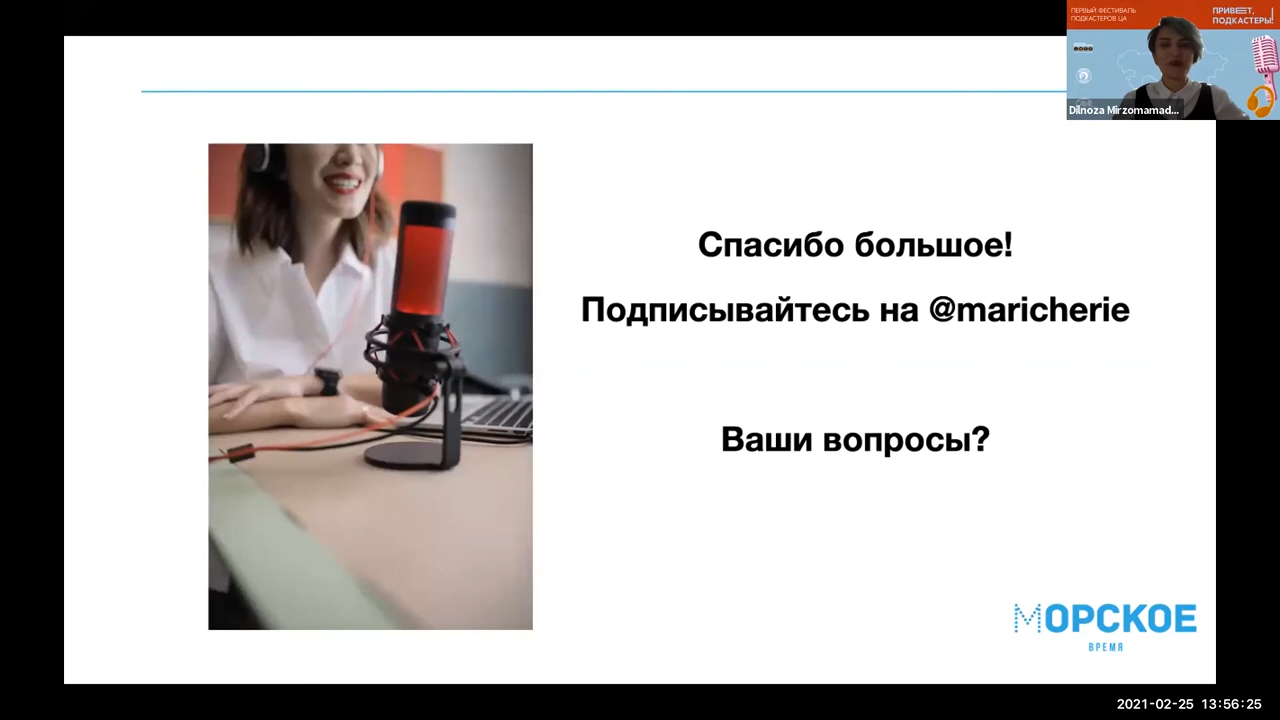 ПЕРВЫЙ ФЕСТИВАЛЬ
ПОДКАСТЕРОВ ЦА
ПРИВЕТ,
ПОДКАСТЕРЫ!
Dilnoza Mirzomamad...
Спасибо большое!
Подписывайтесь на @maricherie
Ваши вопросы?
МОРСКОЕ
ВРЕМЯ
2021-02-25 13:56:25